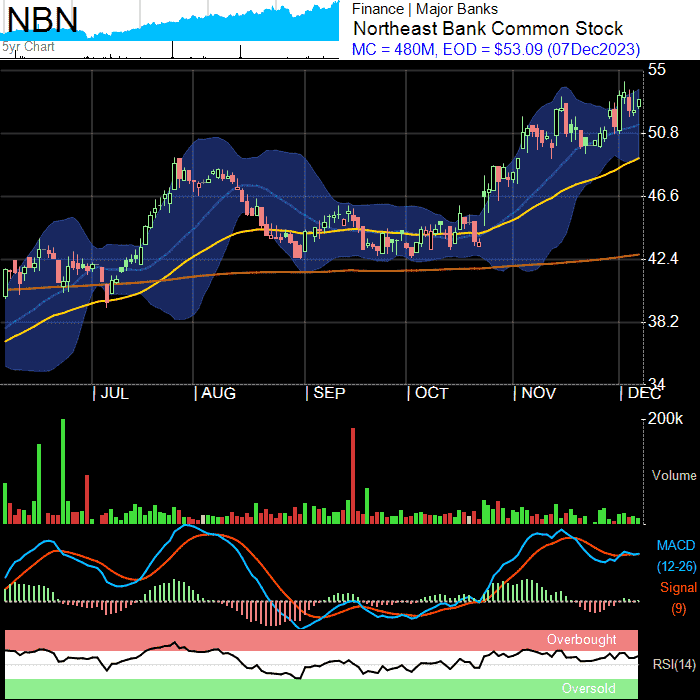 NBN
5yr Chart
Finance | Major Banks
Northeast Bank Common Stock
MC = 480M, EOD = $53.09 (07Dec2023)
55
50.8
46.6
42.4
38.2
34
| JUL | AUG | SEP | OCT | NOV | DEC
200k
Volume
MACD
(12-26)
Signal
(9)
Overbought
RSI(14)
Oversold